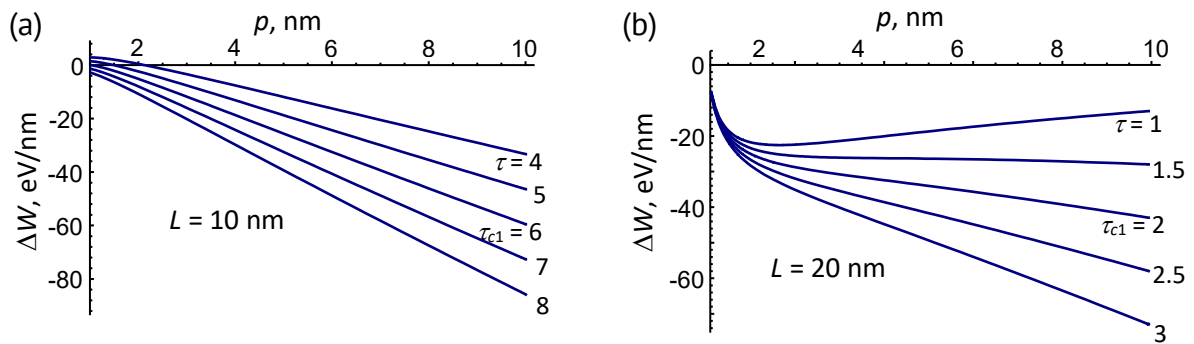 (a)
p, nm
2 4 6 8 10
0
-20
-40
-60
-80
ΔW, eV/nm
τ = 4
5
6
τc1 = 6
7
8
L = 10 nm
(b)
p, nm
2 4 6 8 10
0
-20
-40
-60
ΔW, eV/nm
τ = 1
1.5
τc1 = 2
2.5
3
L = 20 nm